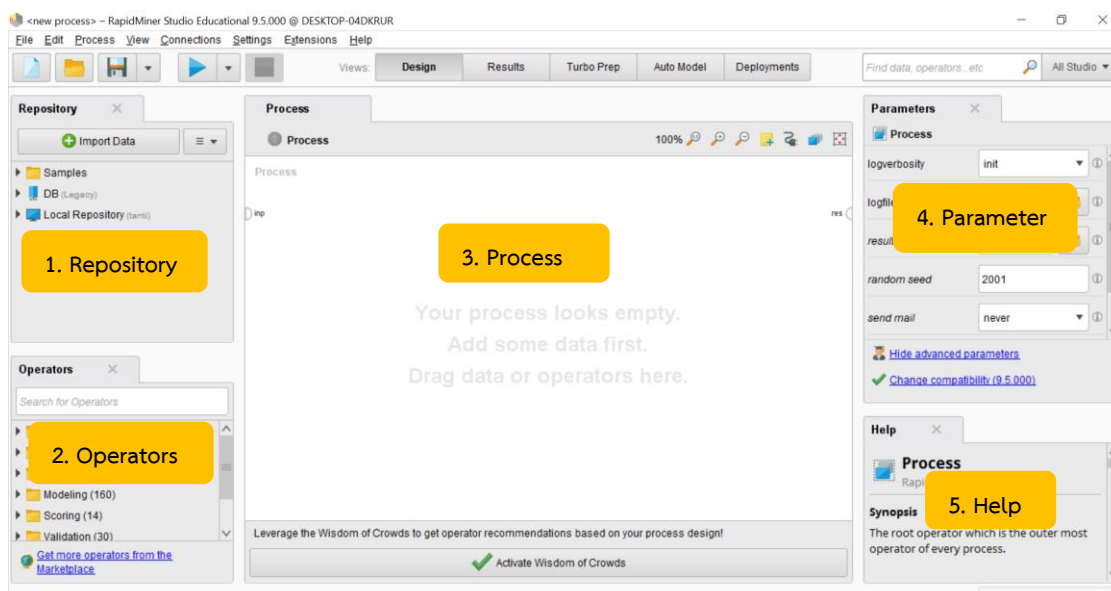 <new process> – RapidMiner Studio Educational 9.5.000 @ DESKTOP-04DKRUR
File Edit Process View Connections Settings Extensions Help
Views: Design Results Turbo Prep Auto Model Deployments
Find data, operators...etc
All Studio
Repository
Import Data
Samples
DB (Legacy)
Local Repository (tanti)
1. Repository
Operators
Search for Operators
2. Operators
Modeling (160)
Scoring (14)
Validation (30)
Get more operators from the
Marketplace
Process
Process
100%
Process
inp
res
3. Process
Your process looks empty.
Add some data first.
Drag data or operators here.
Leverage the Wisdom of Crowds to get operator recommendations based on your process design!
Activate Wisdom of Crowds
Parameters
Process
logverbosity
init
4. Parameter
random seed
2001
send mail
never
Hide advanced parameters
Change compatibility (9.5.000)
Help
Process
5. Help
Synopsis
The root operator which is the outer most
operator of every process.